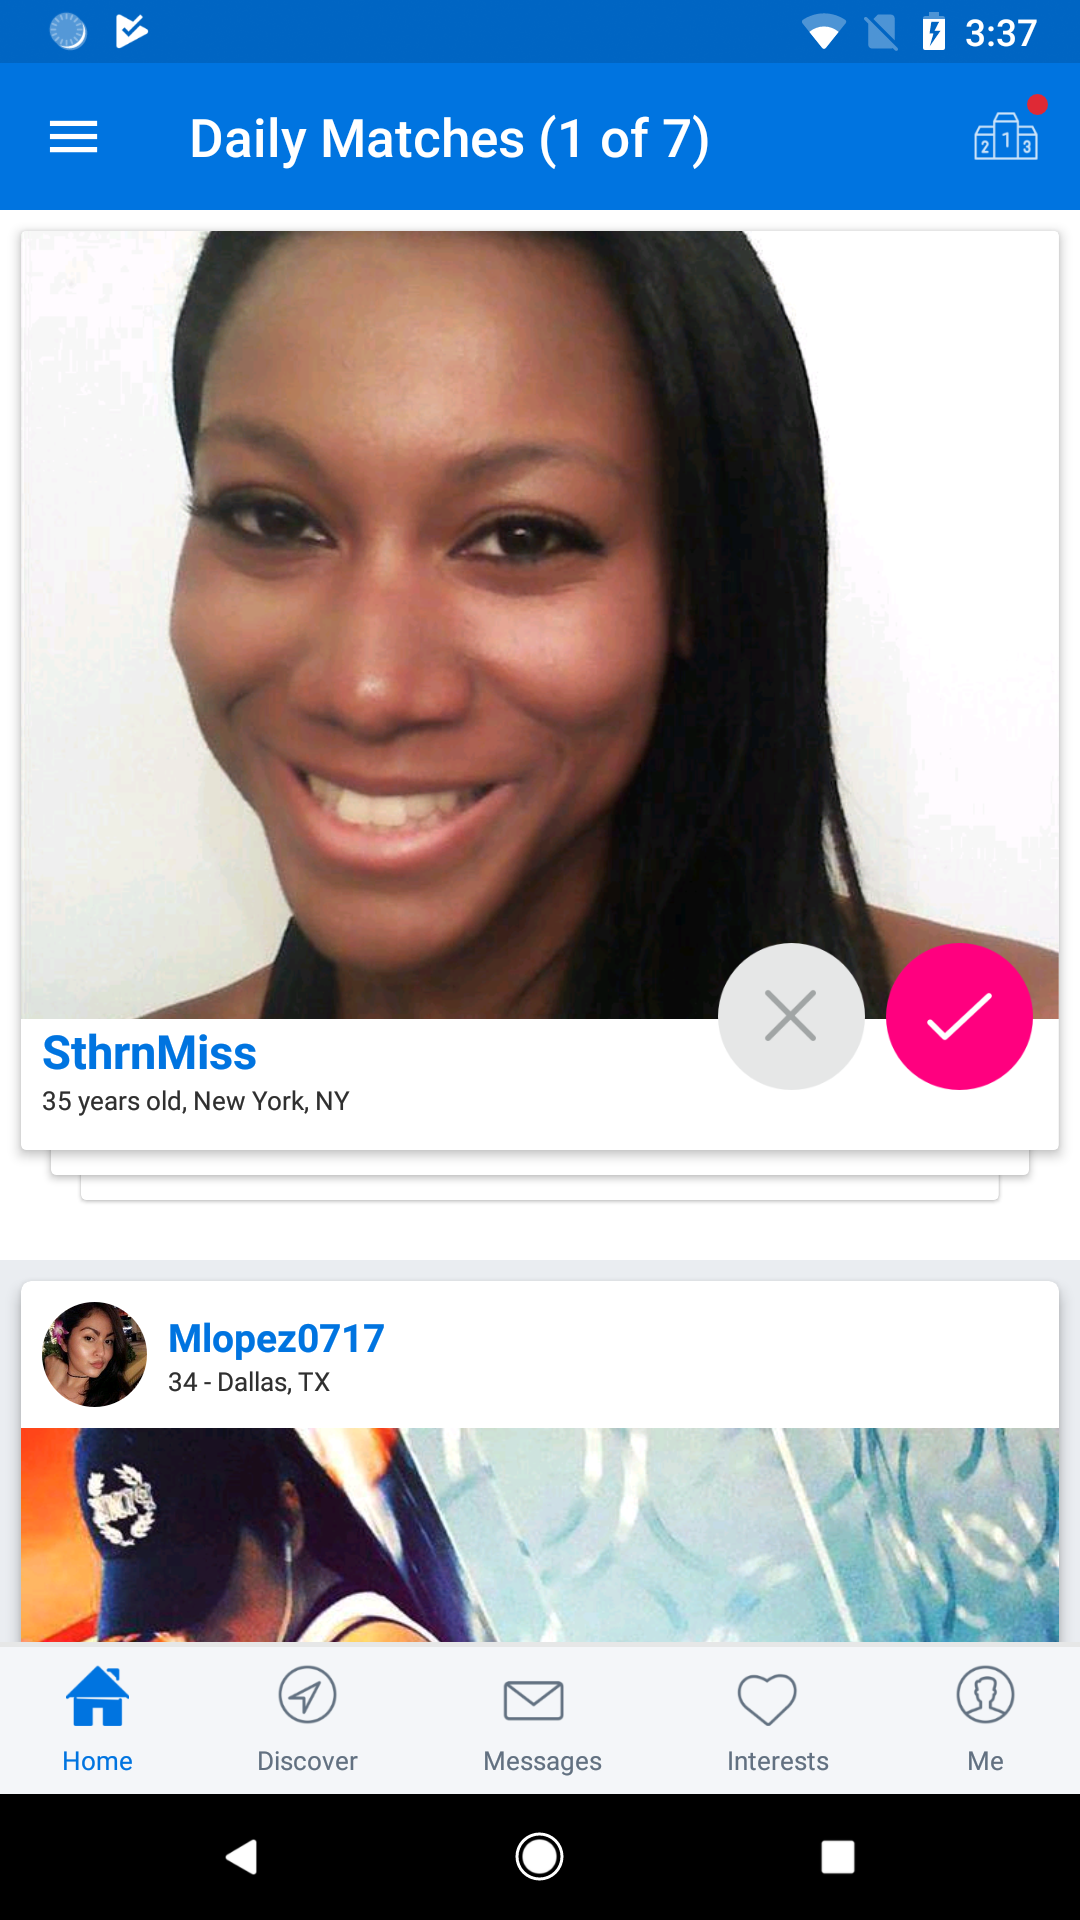 3:37
Daily Matches (1 of 7)
2 1 3
SthrnMiss
35 years old, New York, NY
Mlopez0717
34 - Dallas, TX
Home
Discover
Messages
Interests
Me